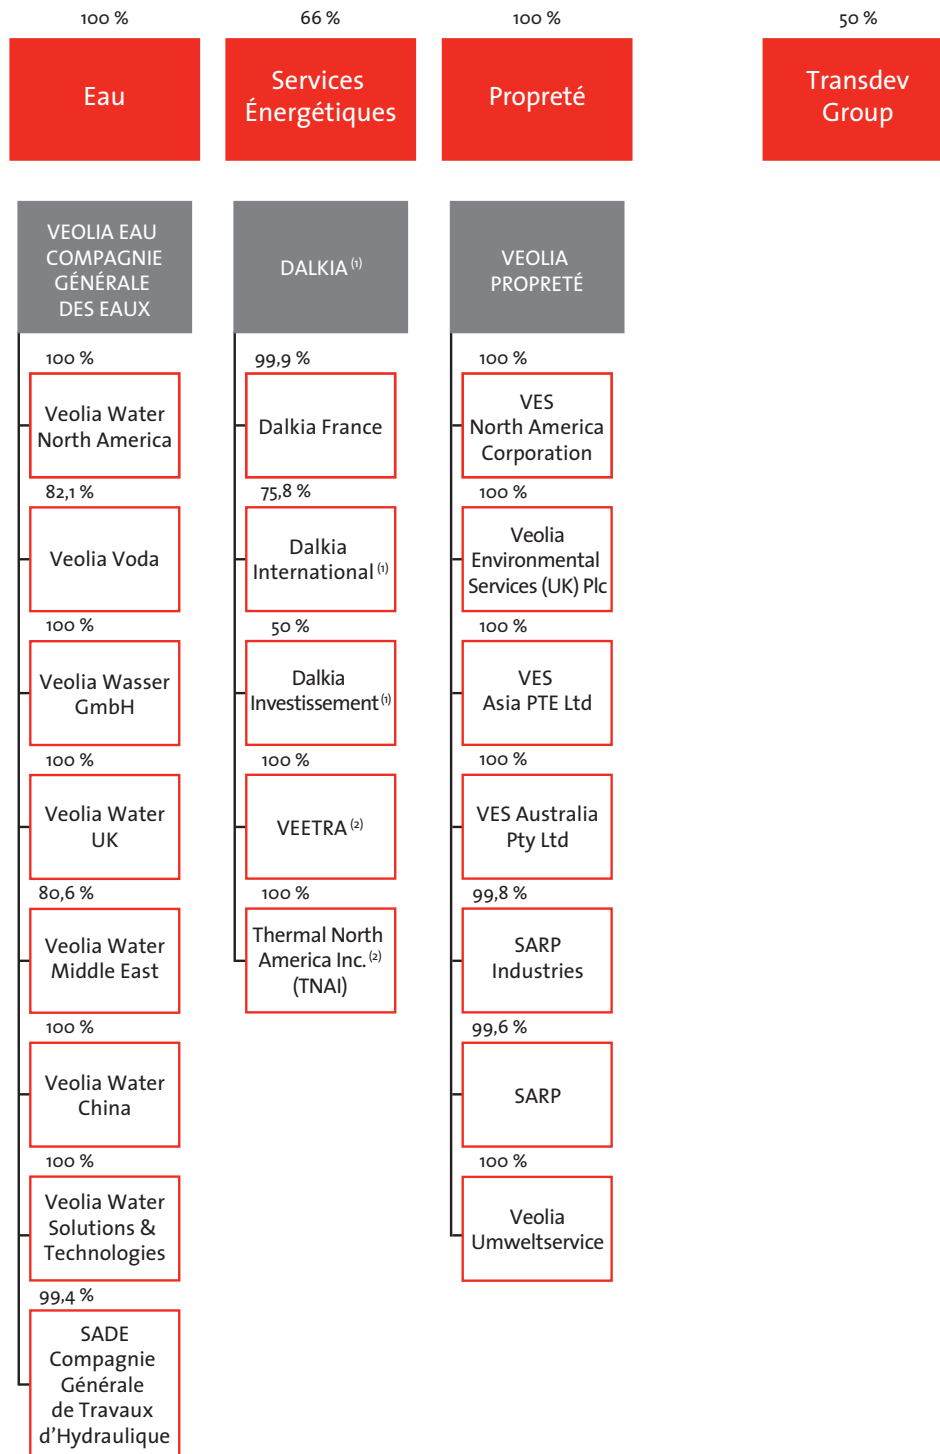 100 %
Eau
VEOLIA EAU
COMPAGNIE
GÉNÉRALE
DES EAUX
100 %
Veolia Water
North America
82,1 %
Veolia Voda
100 %
Veolia Wasser
GmbH
100 %
Veolia Water
UK
80,6 %
Veolia Water
Middle East
100 %
Veolia Water
China
100 %
Veolia Water
Solutions &
Technologies
99,4 %
SADE
Compagnie
Générale
de Travaux
d’Hydraulique
66 %
Services
Énergétiques
DALKIA (1)
99,9 %
Dalkia France
75,8 %
Dalkia
International (1)
50 %
Dalkia
Investissement (1)
100 %
VEETRA (2)
100 %
Thermal North
America Inc. (2)
(TNAI)
100 %
Propreté
VEOLIA
PROPRETÉ
100 %
VES
North America
Corporation
100 %
Veolia
Environmental
Services (UK) Plc
100 %
VES
Asia PTE Ltd
100 %
VES Australia
Pty Ltd
99,8 %
SARP
Industries
99,6 %
SARP
100 %
Veolia
Umweltservice
50 %
Transdev
Group